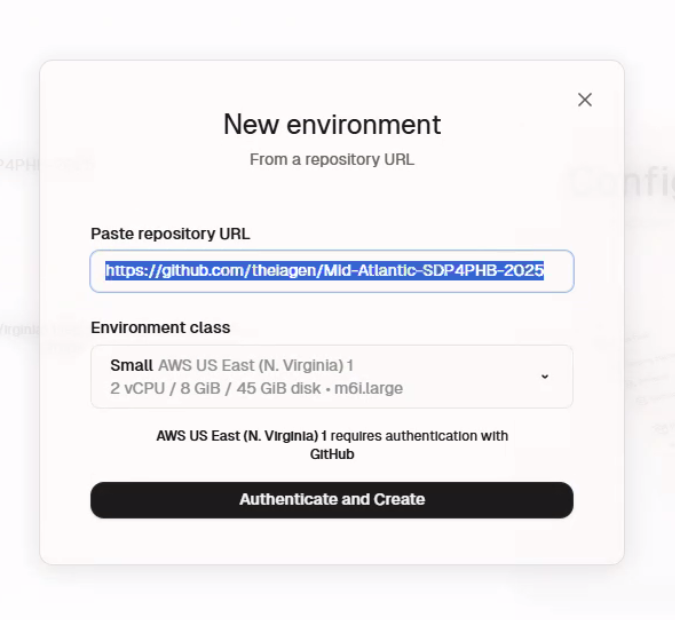 New environment
From a repository URL
Paste repository URL
https://github.com/theiagen/Mid-Atlantic-SDP4PHB-2025
Environment class
Small AWS US East (N. Virginia) 1
2 vCPU / 8 GiB / 45 GiB disk • m6i.large
AWS US East (N. Virginia) 1 requires authentication with
GitHub
Authenticate and Create